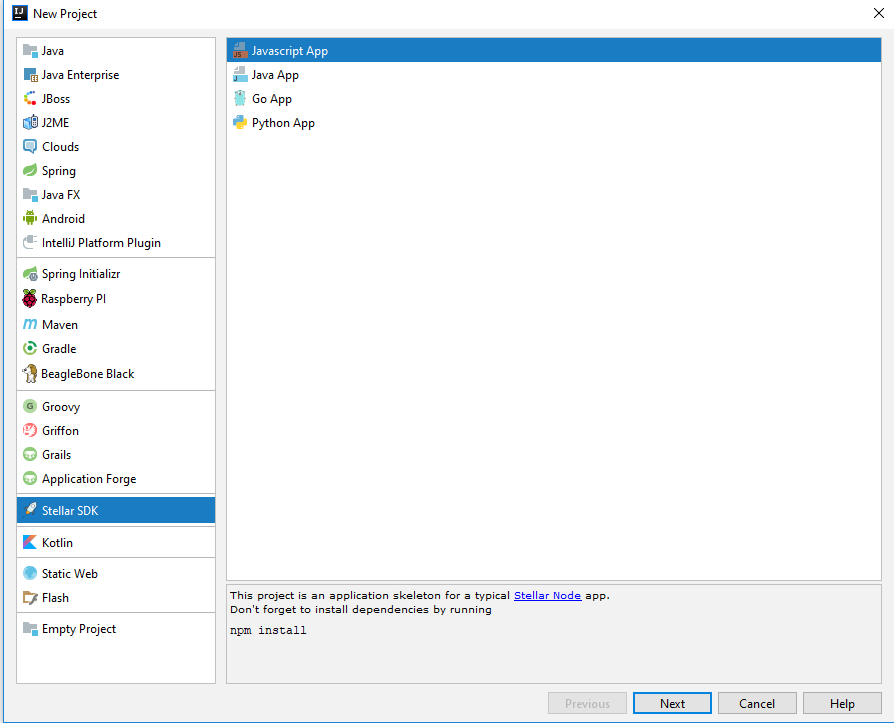 New Project
Java
Java Enterprise
JBoss
J2ME
Clouds
Spring
Java FX
Android
IntelliJ Platform Plugin
Spring Initializr
Raspberry PI
Maven
Gradle
BeagleBone Black
Groovy
Griffon
Grails
Application Forge
Stellar SDK
Kotlin
Static Web
Flash
Empty Project
Javascript App
Java App
Go App
Python App
This project is an application skeleton for a typical Stellar Node app.
Don't forget to install dependencies by running
npm install
Previous
Next
Cancel
Help